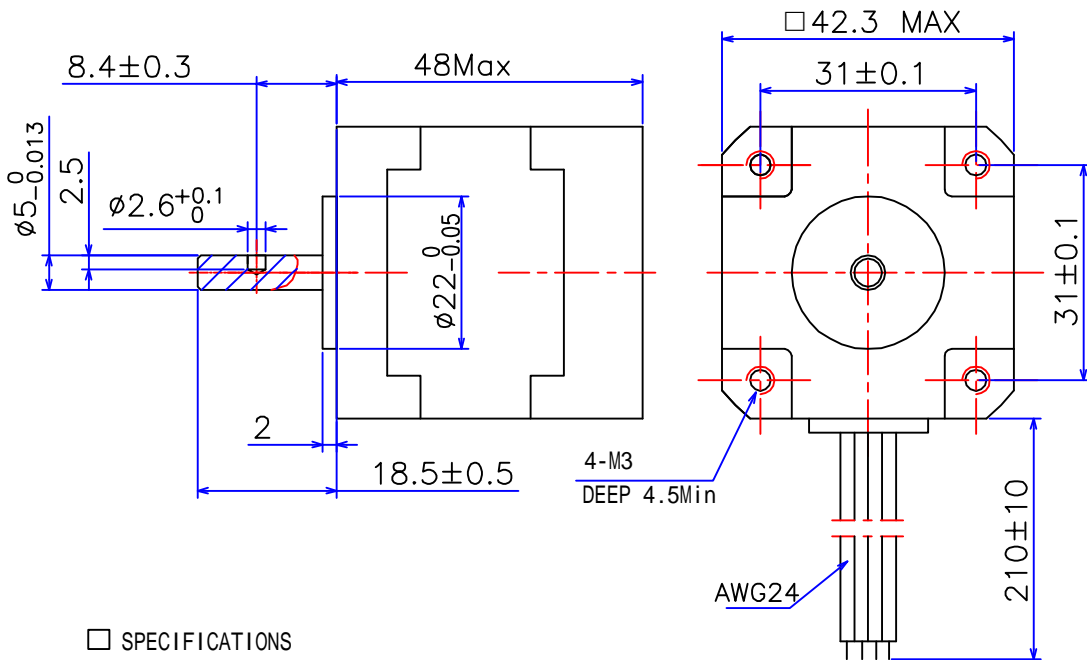 □42.3 MAX
8.4±0.3
48Max
31±0.1
ø5 0 -0.013
2.5
ø2.6 +0.1 0
ø22 0 -0.05
31±0.1
2
18.5±0.5
4-M3
DEEP 4.5Min
210±10
AWG24
□ SPECIFICATIONS